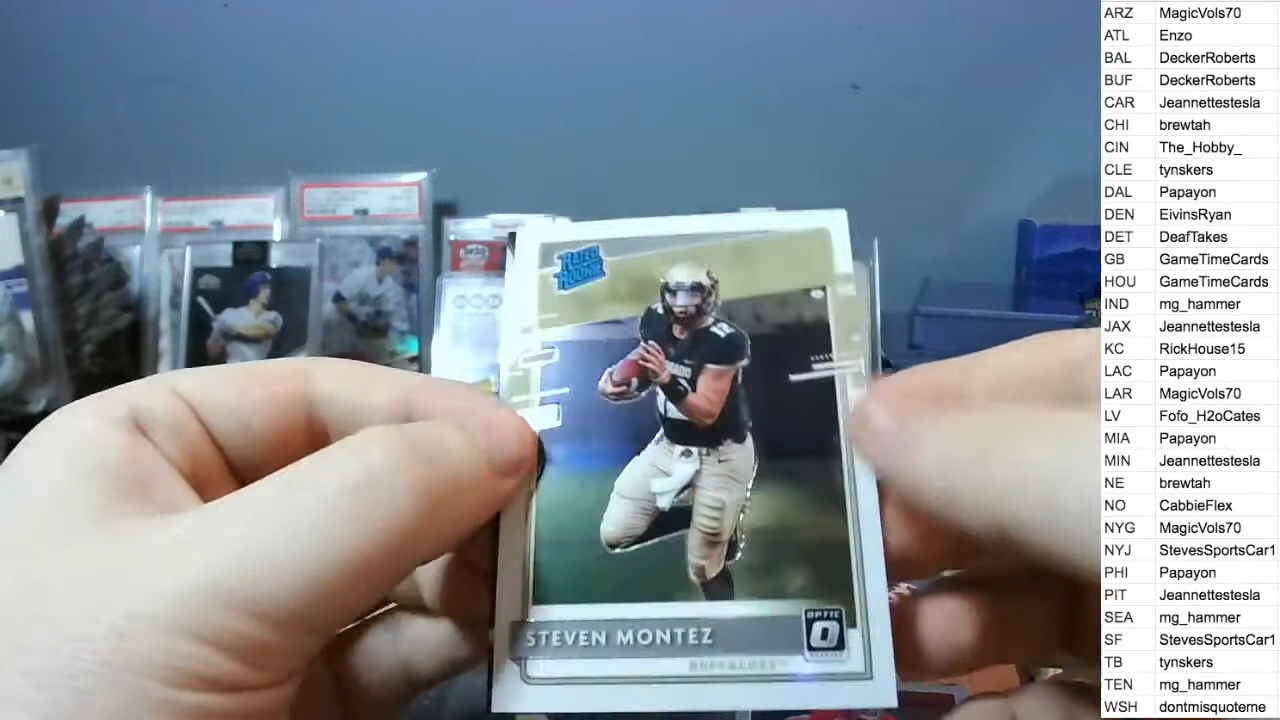 RATED
ROOKIE
12
STEVEN MONTEZ
OPTIC
BUFFALOES
ARZ MagicVols70
ATL Enzo
BAL DeckerRoberts
BUF DeckerRoberts
CAR Jeannettestesla
CHI brewtah
CIN The_Hobby_
CLE tynskers
DAL Papayon
DEN EivinsRyan
DET DeafTakes
GB GameTimeCards
HOU GameTimeCards
IND mg_hammer
JAX Jeannettestesla
KC RickHouse15
LAC Papayon
LAR MagicVols70
LV Fofo_H2oCates
MIA Papayon
MIN Jeannettestesla
NE brewtah
NO CabbieFlex
NYG MagicVols70
NYJ StevesSportsCar1
PHI Papayon
PIT Jeannettestesla
SEA mg_hammer
SF StevesSportsCar1
TB tynskers
TEN mg_hammer
WSH dontmisquoteme